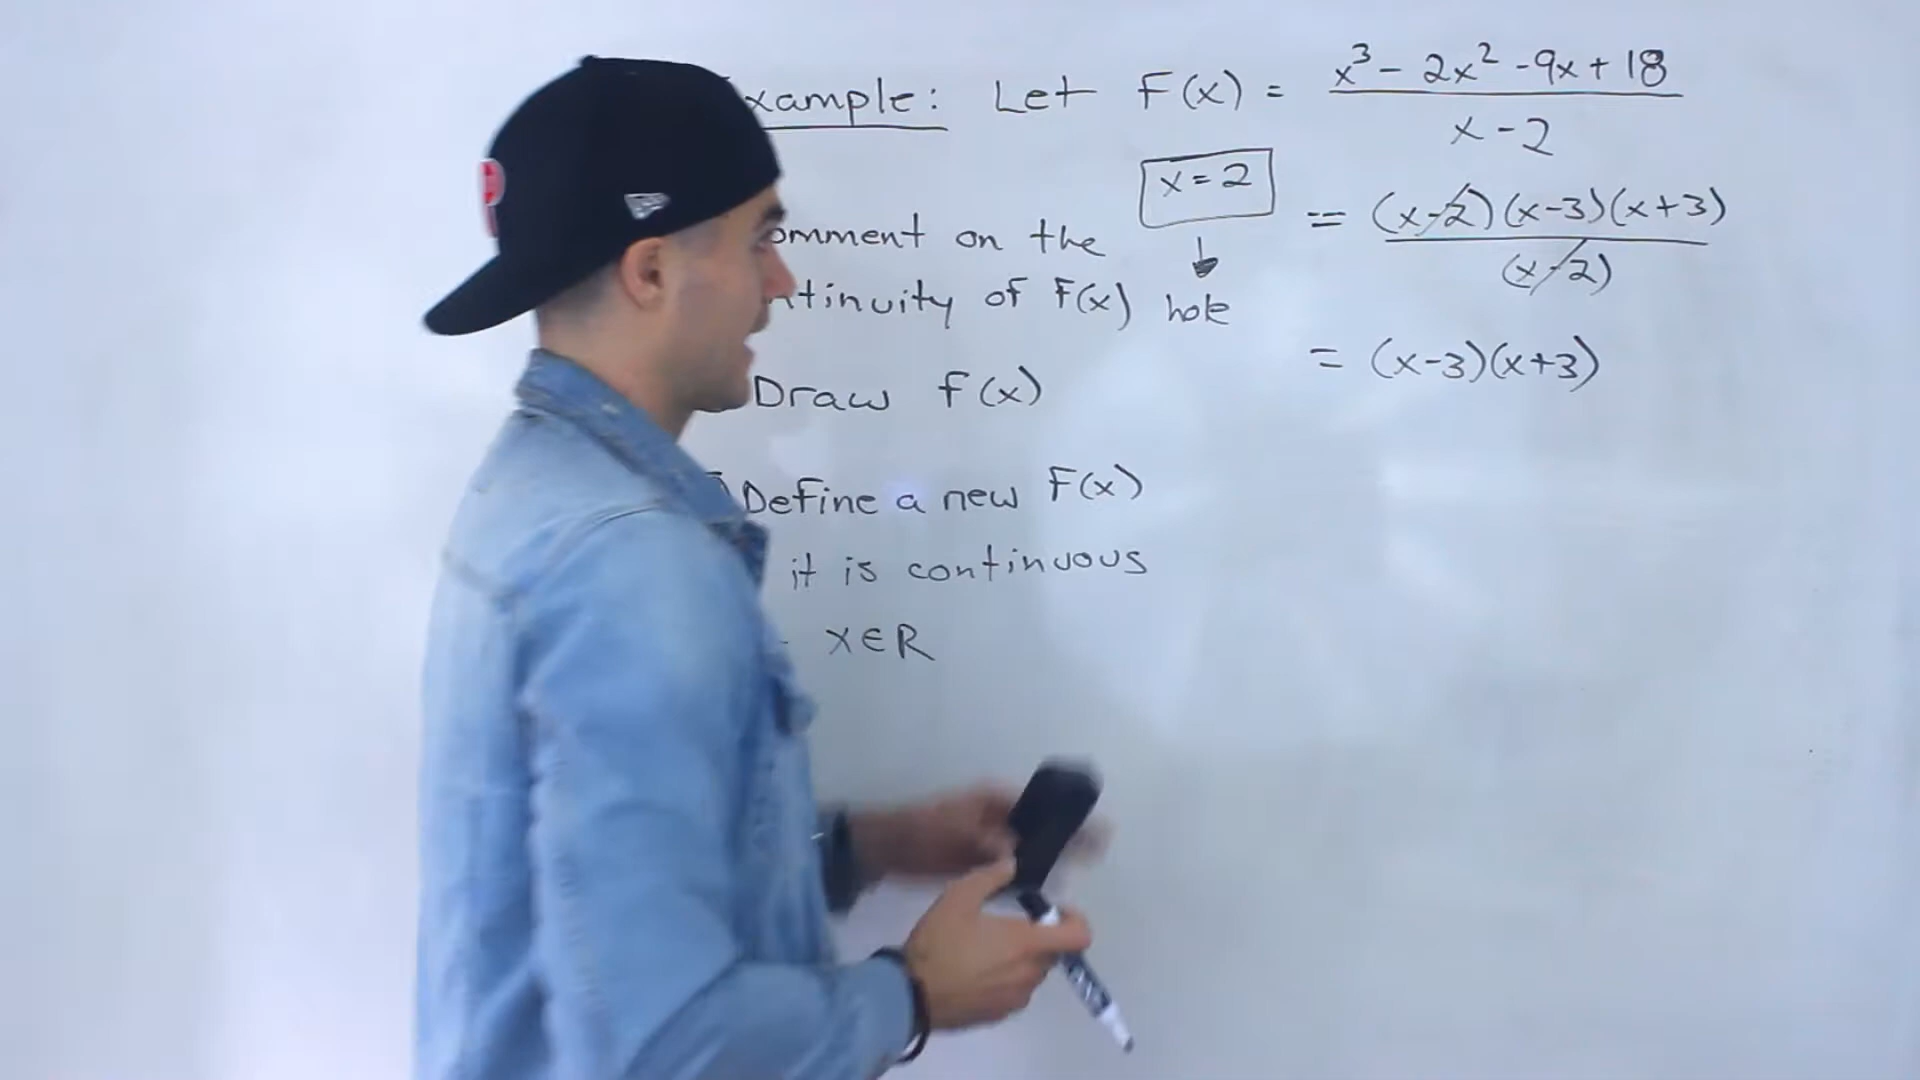 xample: Let F(x) = x³ - 2x² - 9x + 18 / x - 2
x = 2
= (x-2)(x-3)(x+3) / (x-2)
omment on the
ntinuity of F(x) hole
= (x-3)(x+3)
Draw f(x)
Define a new F(x)
it is continuous
x∈R